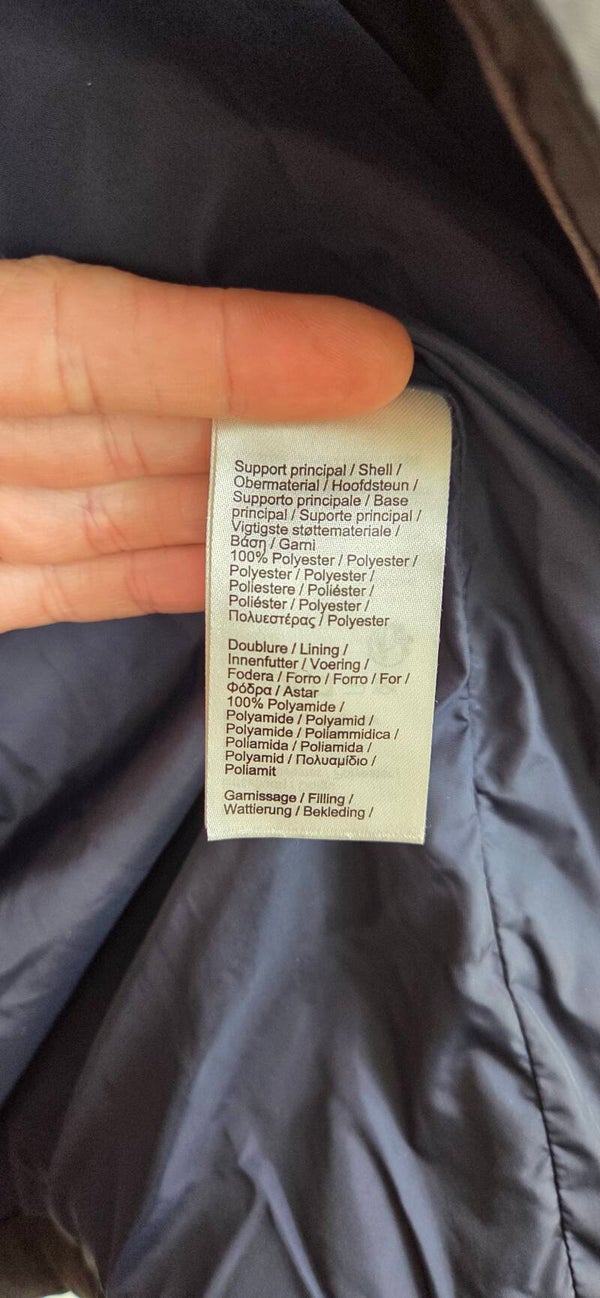 Support principal / Shell /
Obermaterial / Hoofdsteun /
Supporto principale / Base
principal / Suporte principal /
Vigtigste støttemateriale /
Βάση / Garni
100% Polyester / Polyester /
Polyester / Polyester /
Poliestere / Poliéster /
Poliéster / Polyester /
Πολυεστέρας / Polyester
Doublure / Lining /
Innenfutter / Voering /
Fodera / Forro / Forro / For /
Φόδρα / Astar
100% Polyamide /
Polyamide / Polyamid /
Polyamide / Poliammidica /
Poliamida / Poliamida /
Polyamid / Πολυαμίδιο /
Poliamit
Garnissage / Filling /
Wattierung / Bekleding /